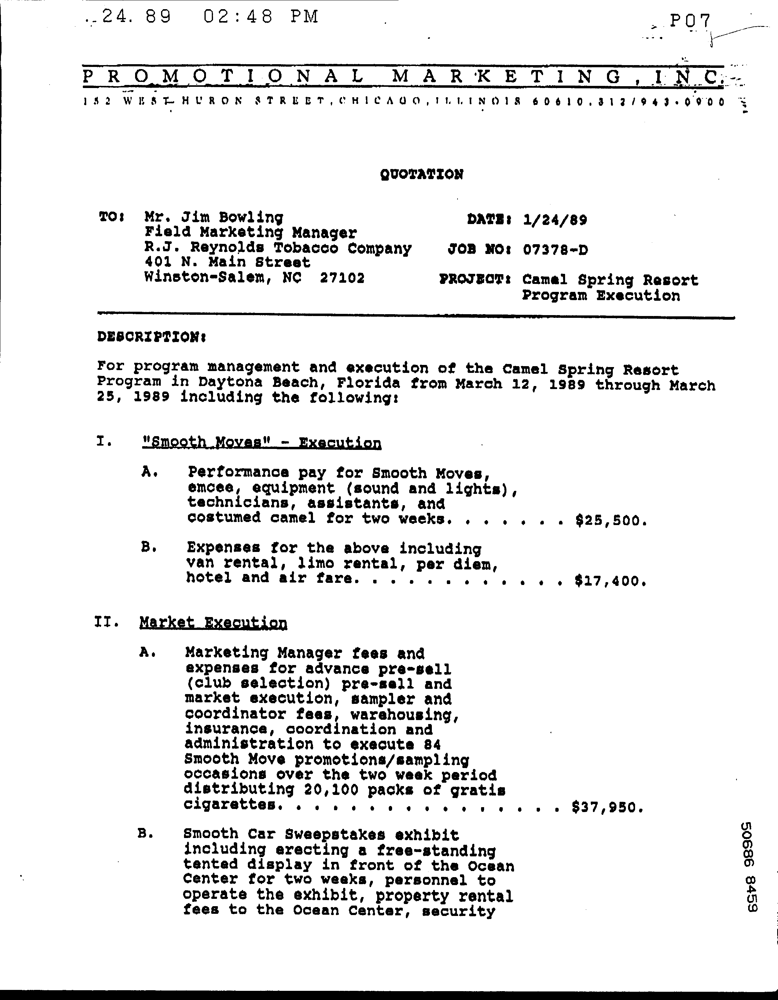 24. 89 02:48 PM P07
PROMOTIONAL MARKETING, INC.
152 WEST HURON STREET, CHICAGO, ILLINOIS 60610. 312/943-0900
QUOTATION
TO: Mr. Jim Bowling DATE: 1/24/89
Field Marketing Manager
R.J. Reynolds Tobacco Company JOB NO: 07378-D
401 N. Main Street
Winston-Salem, NC 27102 PROJECT: Camel Spring Resort
Program Execution
DESCRIPTION:
For program management and execution of the Camel Spring Resort
Program in Daytona Beach, Florida from March 12, 1989 through March
25, 1989 including the following:
I. "Smooth Moves" - Execution
A. Performance pay for Smooth Moves,
emcee, equipment (sound and lights),
technicians, assistants, and
costumed camel for two weeks. . . . . . . $25,500.
B. Expenses for the above including
van rental, limo rental, per diem,
hotel and air fare. . . . . . . . . . . . $17,400.
II. Market Execution
A. Marketing Manager fees and
expenses for advance pre-sell
(club selection) pre-sell and
market execution, sampler and
coordinator fees, warehousing,
insurance, coordination and
administration to execute 84
Smooth Move promotions/sampling
occasions over the two week period
distributing 20,100 packs of gratis
cigarettes. . . . . . . . . . . . . . . . $37,950.
B. Smooth Car Sweepstakes exhibit
including erecting a free-standing
tented display in front of the Ocean
Center for two weeks, personnel to
operate the exhibit, property rental
fees to the Ocean Center, security
50686 8459